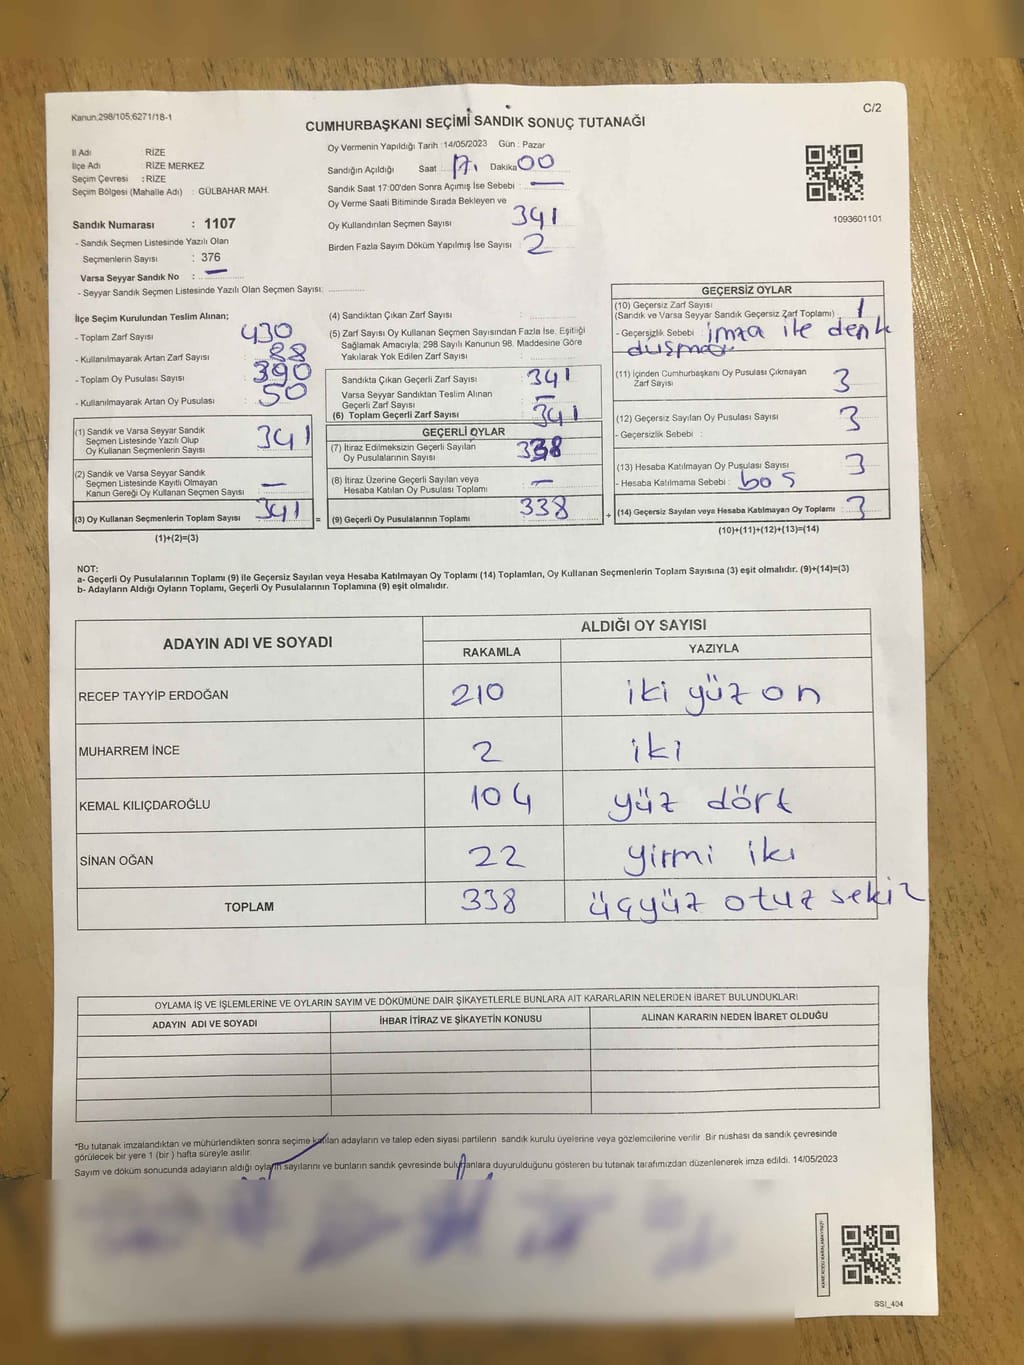 Kanun:298/105;6271/18-1
C/2
CUMHURBAŞKANI SEÇİMİ SANDIK SONUÇ TUTANAĞI
İl Adı RİZE
İlçe Adı RİZE MERKEZ
Seçim Çevresi : RİZE
Seçim Bölgesi (Mahalle Adı) : GÜLBAHAR MAH.
Sandık Numarası : 1107
- Sandık Seçmen Listesinde Yazılı Olan
Seçmenlerin Sayısı : 376
Varsa Seyyar Sandık No : —
- Seyyar Sandık Seçmen Listesinde Yazılı Olan Seçmen Sayısı:
Oy Vermenin Yapıldığı Tarih :14/05/2023 Gün : Pazar
Sandığın Açıldığı Saat : 17. Dakika 00
Sandık Saat 17:00'den Sonra Açımış İse Sebebi : —
Oy Verme Saati Bitiminde Sırada Bekleyen ve
Oy Kullandırılan Seçmen Sayısı 341
Birden Fazla Sayım Döküm Yapılmış İse Sayısı : 2
1093601101
İlçe Seçim Kurulundan Teslim Alınan;
- Toplam Zarf Sayısı : 430
- Kullanılmayarak Artan Zarf Sayısı : 88
- Toplam Oy Pusulası Sayısı : 390
- Kullanılmayarak Artan Oy Pusulası : 50
(1) Sandık ve Varsa Seyyar Sandık
Seçmen Listesinde Yazılı Olup
Oy Kullanan Seçmenlerin Sayısı 341
(2) Sandık ve Varsa Seyyar Sandık
Seçmen Listesinde Kayıtlı Olmayan
Kanun Gereği Oy Kullanan Seçmen Sayısı —
(3) Oy Kullanan Seçmenlerin Toplam Sayısı 341
(1)+(2)=(3)
=
(4) Sandıktan Çıkan Zarf Sayısı :
(5) Zarf Sayısı Oy Kullanan Seçmen Sayısından Fazla İse, Eşitliği
Sağlamak Amacıyla; 298 Sayılı Kanunun 98. Maddesine Göre
Yakılarak Yok Edilen Zarf Sayısı :
Sandıkta Çıkan Geçerli Zarf Sayısı : 341
Varsa Seyyar Sandıktan Teslim Alınan
Geçerli Zarf Sayısı : —
(6) Toplam Geçerli Zarf Sayısı 341
GEÇERLİ OYLAR
(7) İtiraz Edilmeksizin Geçerli Sayılan
Oy Pusulalarının Sayısı 338
(8) İtiraz Üzerine Geçerli Sayılan veya
Hesaba Katılan Oy Pusulası Toplamı —
(9) Geçerli Oy Pusulalarının Toplamı 338
+
GEÇERSİZ OYLAR
(10) Geçersiz Zarf Sayısı
(Sandık ve Varsa Seyyar Sandık Geçersiz Zarf Toplamı) 1
- Geçersizlik Sebebi imza ile denk
(11) İçinden Cumhurbaşkanı Oy Pusulası Çıkmayan
Zarf Sayısı 3
(12) Geçersiz Sayılan Oy Pusulası Sayısı 3
- Geçersizlik Sebebi :
(13) Hesaba Katılmayan Oy Pusulası Sayısı 3
- Hesaba Katılmama Sebebi : boş
(14) Geçersiz Sayılan veya Hesaba Katılmayan Oy Toplamı : 3
(10)+(11)+(12)+(13)=(14)
NOT:
a- Geçerli Oy Pusulalarının Toplamı (9) ile Geçersiz Sayılan veya Hesaba Katılmayan Oy Toplamı (14) Toplamları, Oy Kullanan Seçmenlerin Toplam Sayısına (3) eşit olmalıdır. (9)+(14)=(3)
b- Adayların Aldığı Oyların Toplamı, Geçerli Oy Pusulalarının Toplamına (9) eşit olmalıdır.
ADAYIN ADI VE SOYADI
ALDIĞI OY SAYISI
RAKAMLA YAZIYLA
RECEP TAYYİP ERDOĞAN 210 iki yüz on
MUHARREM İNCE 2 iki
KEMAL KILIÇDAROĞLU 104 yüz dört
SİNAN OĞAN 22 yirmi iki
TOPLAM 338 üçyüz otuz sekiz
OYLAMA İŞ VE İŞLEMLERİNE VE OYLARIN SAYIM VE DÖKÜMÜNE DAİR ŞİKAYETLERLE BUNLARA AİT KARARLARIN NELERDEN İBARET BULUNDUKLARI
ADAYIN ADI VE SOYADI İHBAR İTİRAZ VE ŞİKAYETİN KONUSU ALINAN KARARIN NEDEN İBARET OLDUĞU
*Bu tutanak imzalandıktan ve mühürlendikten sonra seçime katılan adayların ve talep eden siyasi partilerin sandık kurulu üyelerine veya gözlemcilerine verilir. Bir nüshası da sandık çevresinde
görülecek bir yere 1 (bir ) hafta süreyle asılır.
Sayım ve döküm sonucunda adayların aldığı oyların sayılarını ve bunların sandık çevresinde bulunanlara duyurulduğunu gösteren bu tutanak tarafımızdan düzenlenerek imza edildi. 14/05/2023
SSI_404